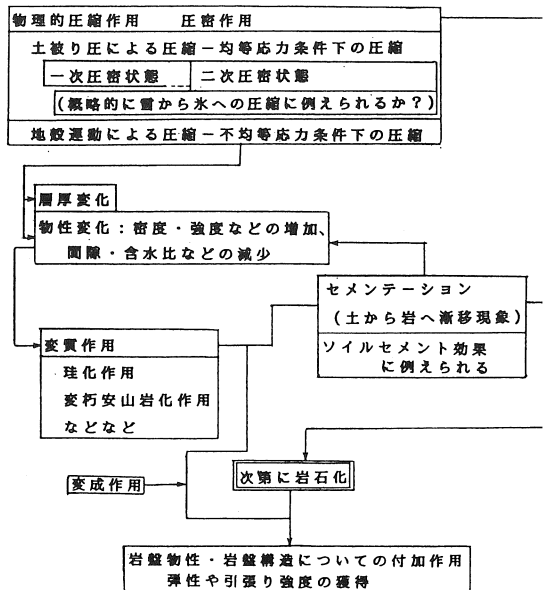 物理的圧縮作用　圧密作用
土被り圧による圧縮－均等応力条件下の圧縮
一次圧密状態　二次圧密状態
(概略的に雪から氷への圧縮に例えられるか?)
地殻運動による圧縮－不均等応力条件下の圧縮
層厚変化
物性変化：密度・強度などの増加、
間隙・含水比などの減少
セメンテーション
(土から岩へ漸移現象)
ソイルセメント効果
に例えられる
変質作用
珪化作用
変朽安山岩化作用
などなど
変成作用
次第に岩石化
岩盤物性・岩盤構造についての付加作用
弾性や引張り強度の獲得